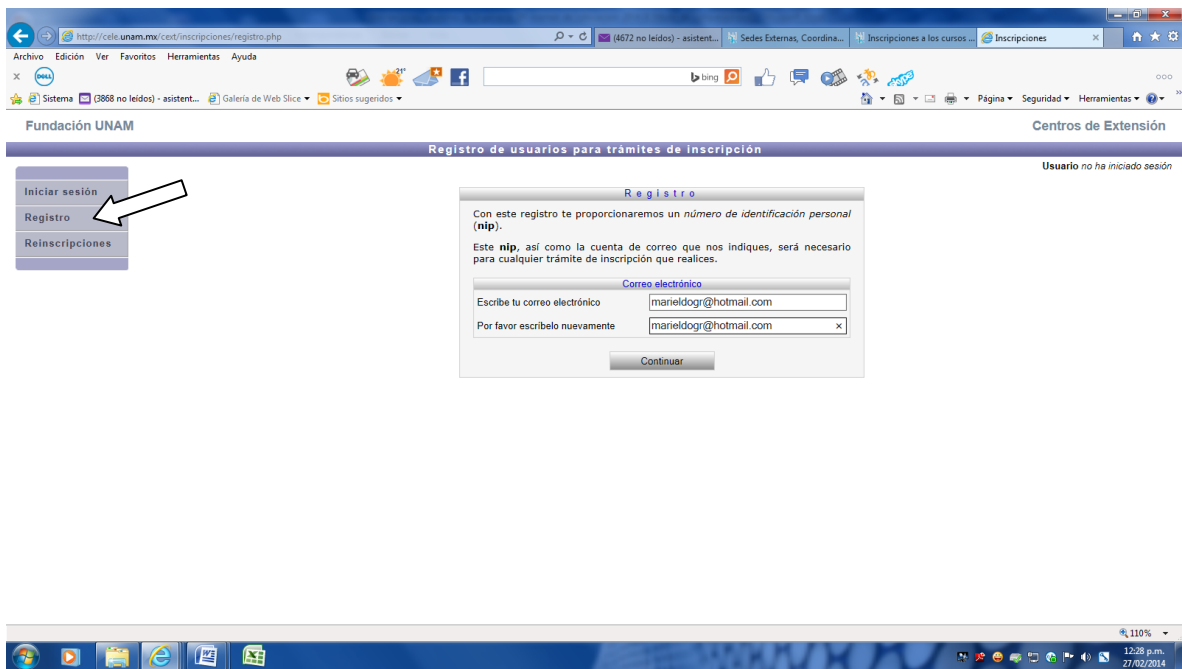 http://cele.unam.mx/cext/inscripciones/registro.php
(4672 no leídos) - asistent...
Sedes Externas, Coordina...
Inscripciones a los cursos ...
Inscripciones
Archivo Edición Ver Favoritos Herramientas Ayuda
x DELL 21° bing
Sistema (3868 no leídos) - asistent... Galería de Web Slice Sitios sugeridos Página Seguridad Herramientas
Fundación UNAM Centros de Extensión
Registro de usuarios para trámites de inscripción
Usuario no ha iniciado sesión
Iniciar sesión
Registro
Reinscripciones
Registro
Con este registro te proporcionaremos un número de identificación personal
(nip).
Este nip, así como la cuenta de correo que nos indiques, será necesario
para cualquier trámite de inscripción que realices.
Correo electrónico
Escribe tu correo electrónico marieldogr@hotmail.com
Por favor escríbelo nuevamente marieldogr@hotmail.com ×
Continuar
110%
12:28 p.m.
27/02/2014